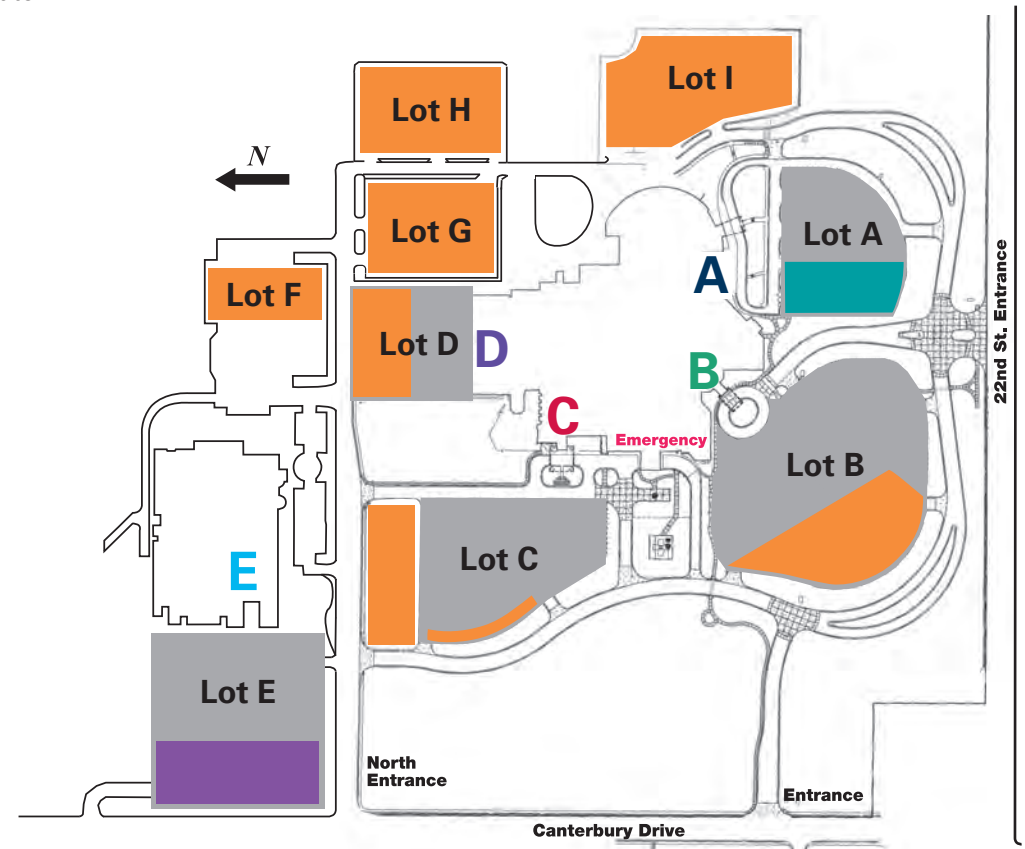 Lot I
Lot H
N
Lot G
Lot A
A
Lot F
Lot D
D
22nd St. Entrance
B
C
Emergency
Lot B
Lot C
E
Lot E
North
Entrance
Entrance
Canterbury Drive